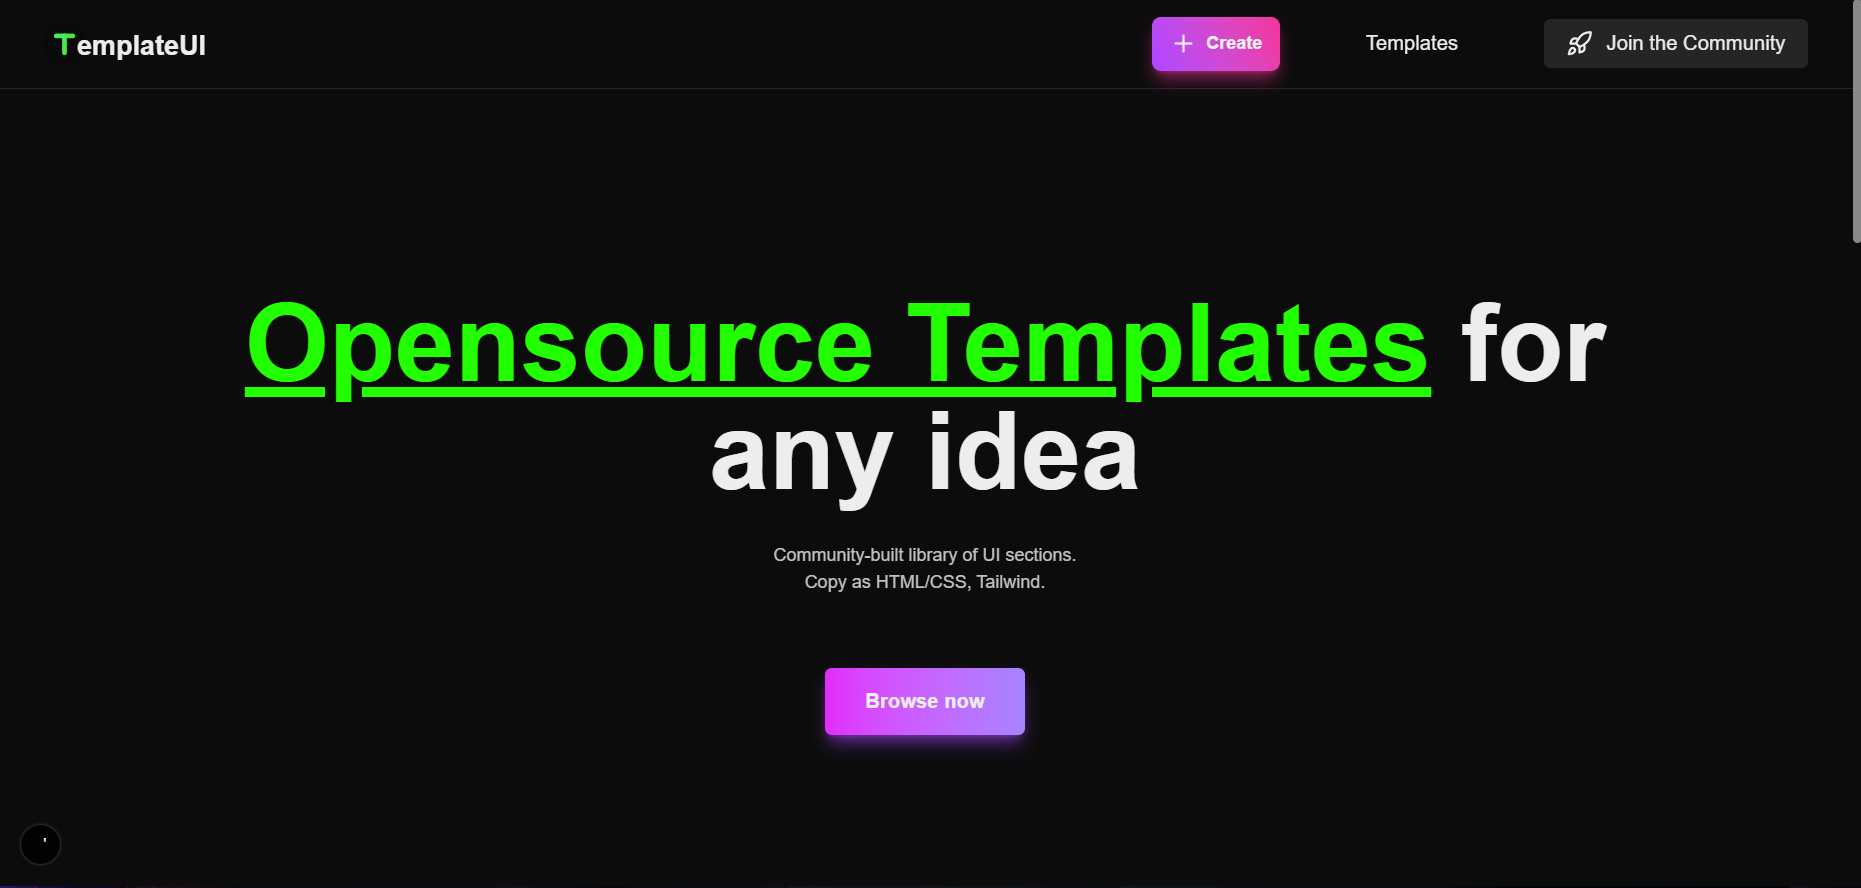 TemplateUI
Create
Templates
Join the Community
Opensource Templates for
any idea
Community-built library of UI sections.
Copy as HTML/CSS, Tailwind.
Browse now